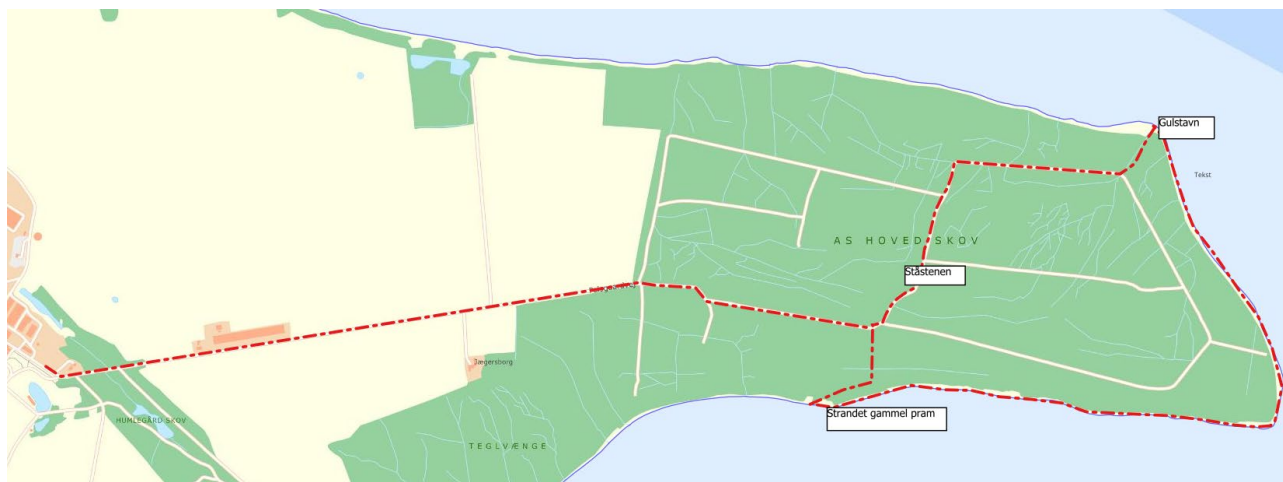 Gulstavn
Tekst
AS HOVED SKOV
Ståstenen
Jægersborg
Strandet gammel pram
HUMLEGÅRD SKOV
TEGLVÆNGE